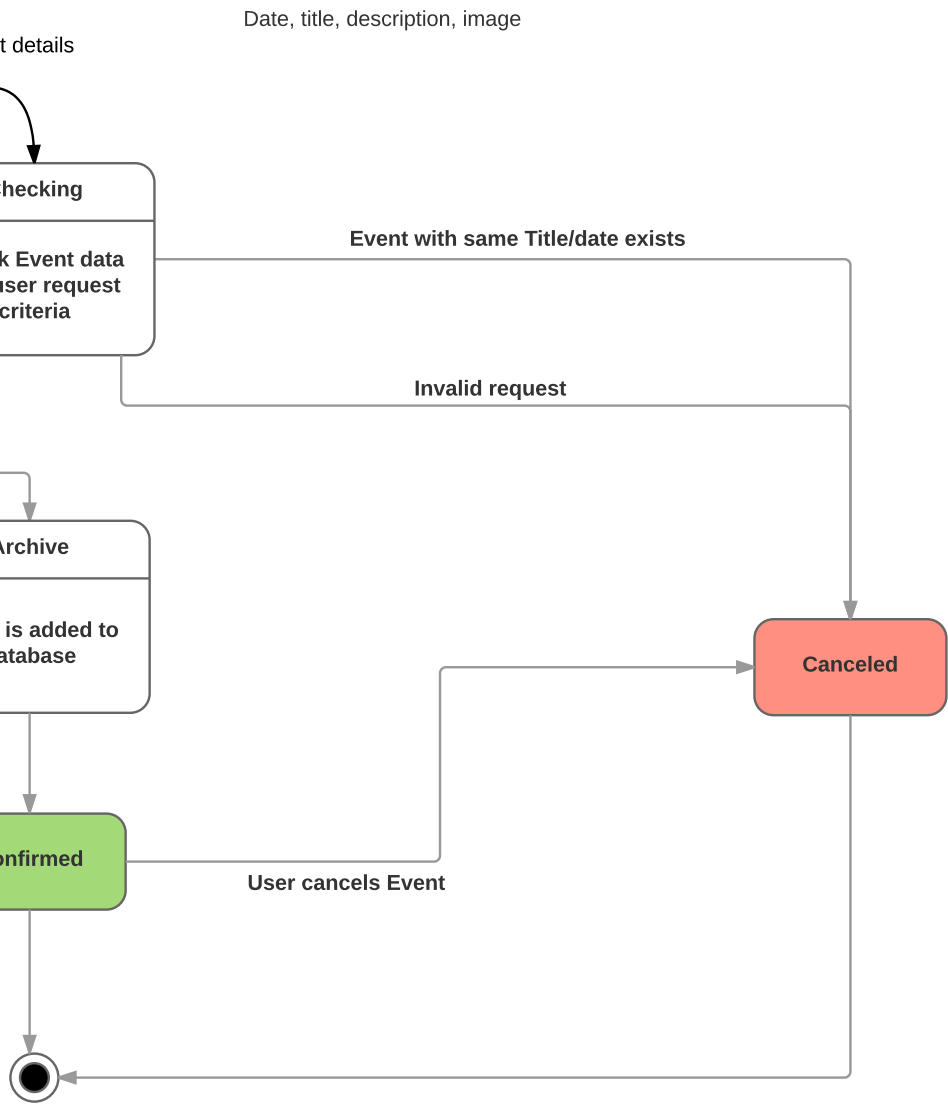 Date, title, description, image
t details
Checking
k Event data
user request
criteria
Event with same Title/date exists
Invalid request
Archive
is added to
atabase
Canceled
onfirmed
User cancels Event